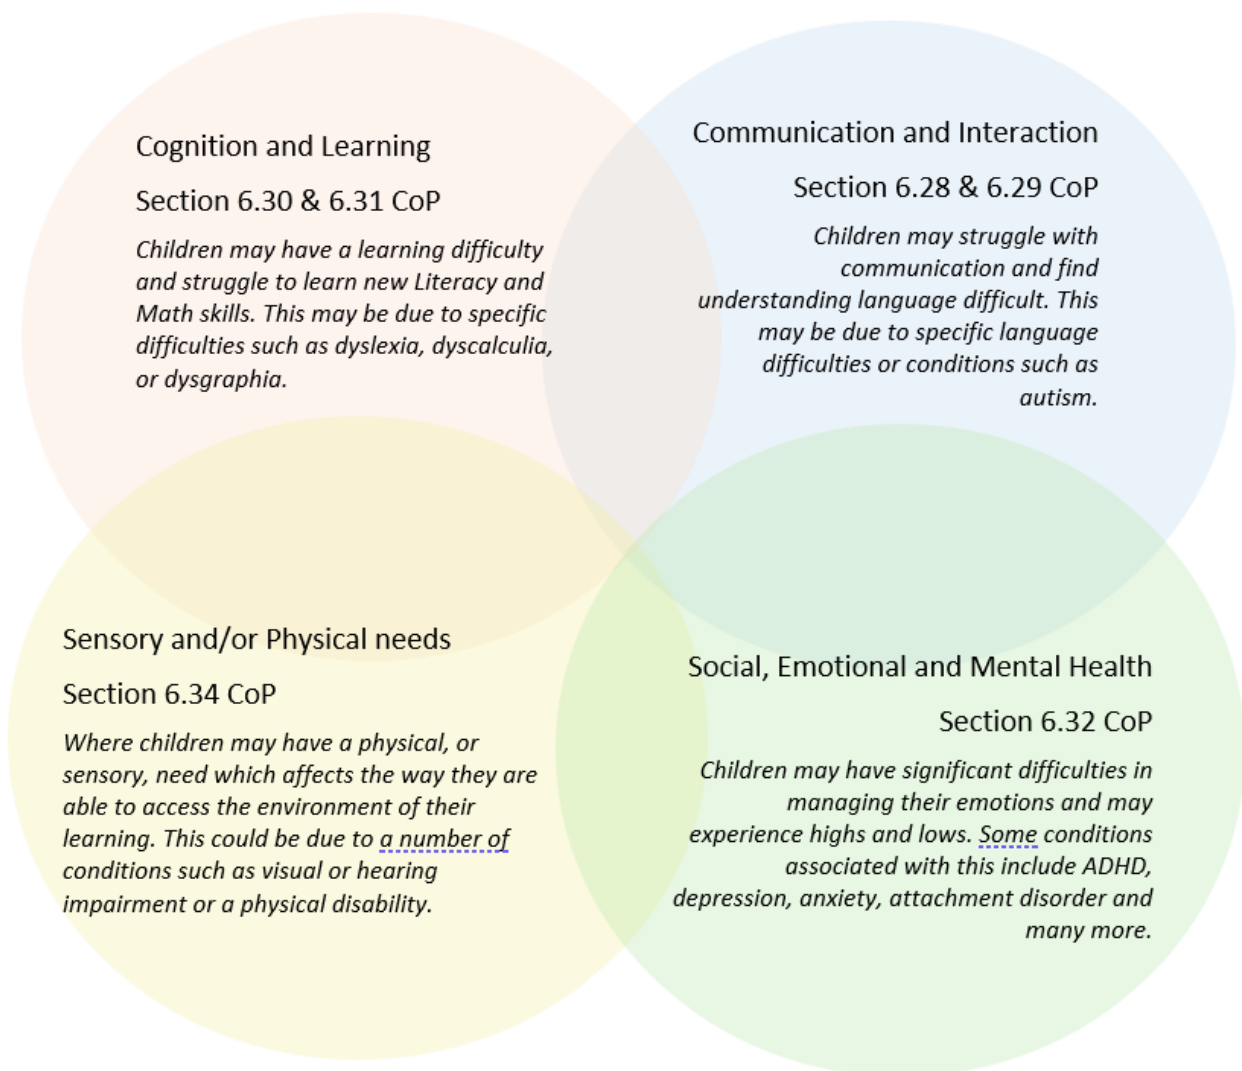 Cognition and Learning
Section 6.30 & 6.31 CoP
Children may have a learning difficulty
and struggle to learn new Literacy and
Math skills. This may be due to specific
difficulties such as dyslexia, dyscalculia,
or dysgraphia.
Communication and Interaction
Section 6.28 & 6.29 CoP
Children may struggle with
communication and find
understanding language difficult. This
may be due to specific language
difficulties or conditions such as
autism.
Sensory and/or Physical needs
Section 6.34 CoP
Where children may have a physical, or
sensory, need which affects the way they are
able to access the environment of their
learning. This could be due to a number of
conditions such as visual or hearing
impairment or a physical disability.
Social, Emotional and Mental Health
Section 6.32 CoP
Children may have significant difficulties in
managing their emotions and may
experience highs and lows. Some conditions
associated with this include ADHD,
depression, anxiety, attachment disorder and
many more.